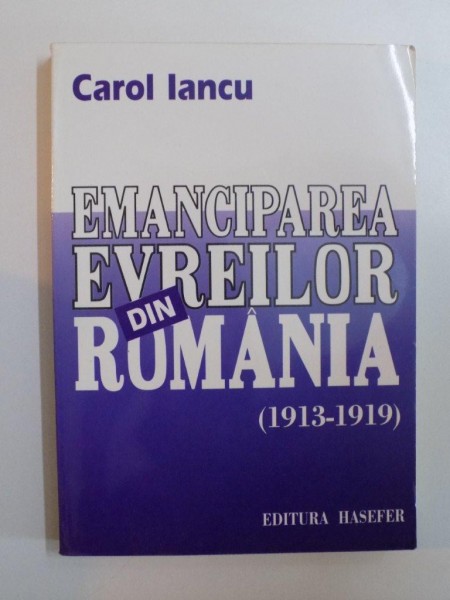 Carol Iancu
EMANCIPAREA
EVREILOR
DIN
ROMÂNIA
(1913-1919)
EDITURA HASEFER